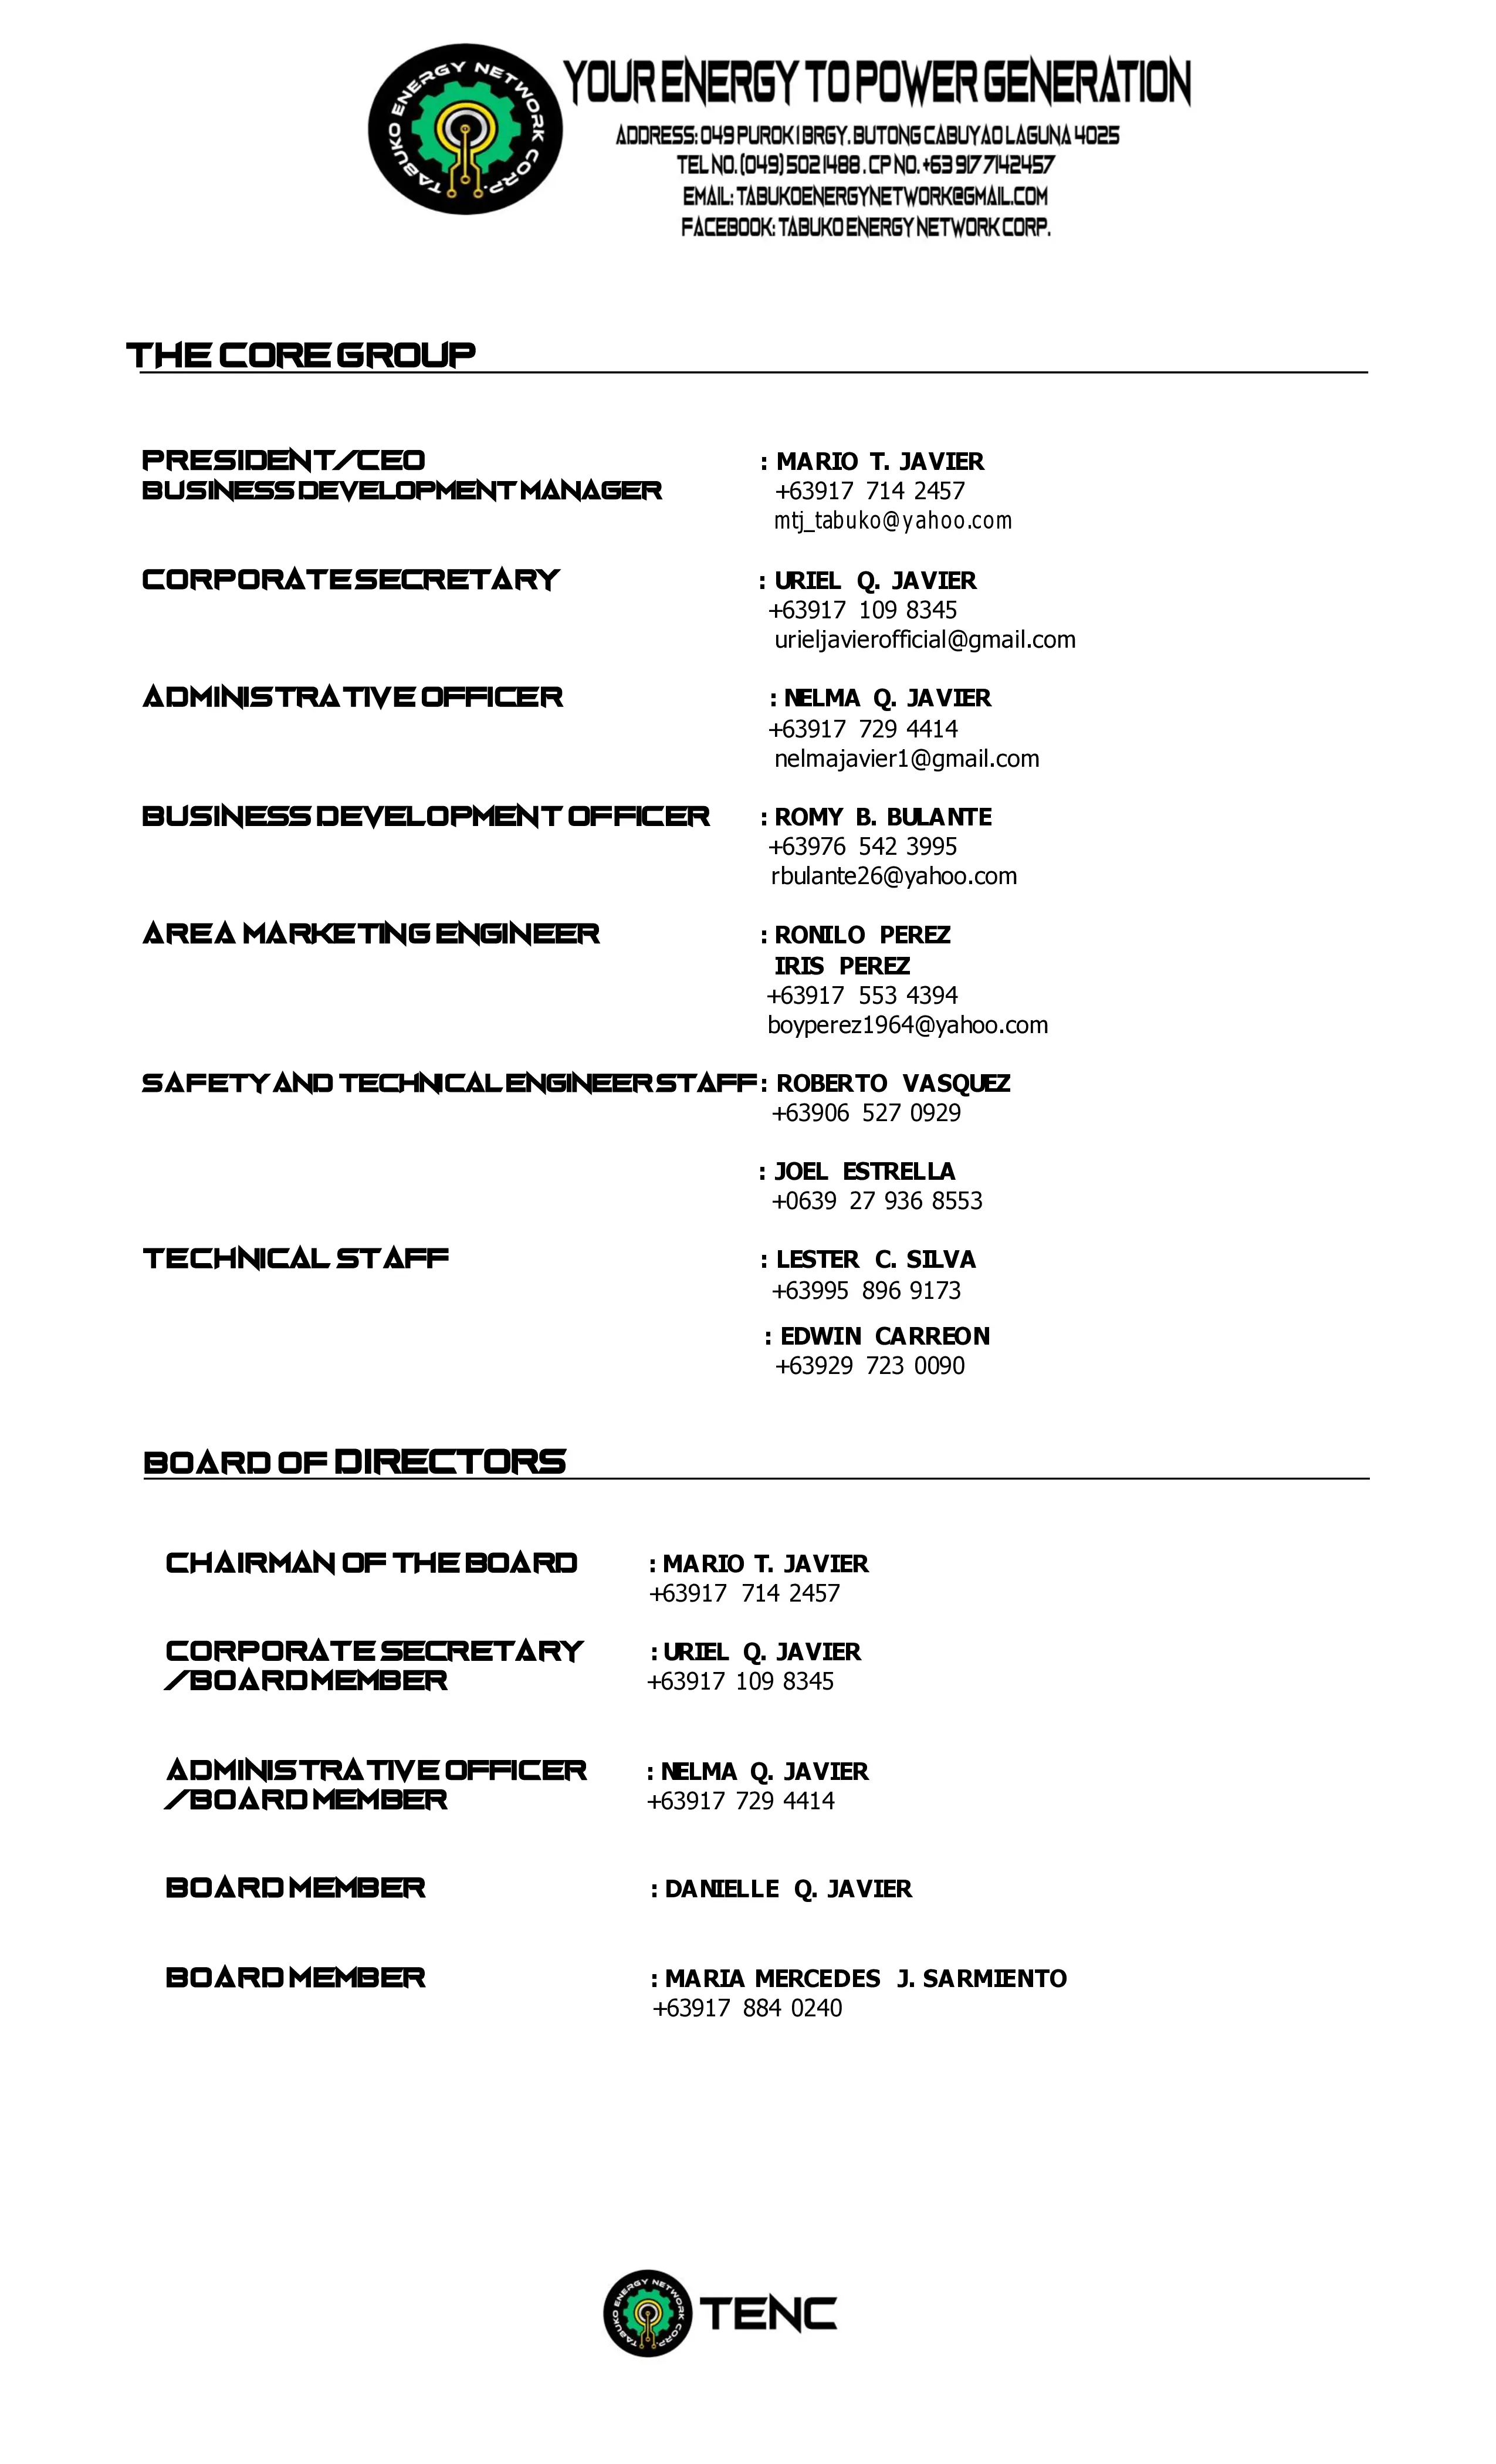 TABUKO ENERGY NETWORK CORP.
YOUR ENERGY TO POWER GENERATION
ADDRESS: 049 PUROK 1 BRGY. BUTONG CABUYAO LAGUNA 4025
TEL NO. (049) 502 1488 . CP NO. +63 917 7142457
EMAIL: TABUKOENERGYNETWORK@GMAIL.COM
FACEBOOK: TABUKO ENERGY NETWORK CORP.
THE CORE GROUP
PRESIDENT/CEO : MARIO T. JAVIER
BUSINESS DEVELOPMENT MANAGER +63917 714 2457
mtj_tabuko@yahoo.com
CORPORATE SECRETARY : URIEL Q. JAVIER
+63917 109 8345
urieljavierofficial@gmail.com
ADMINISTRATIVE OFFICER : NELMA Q. JAVIER
+63917 729 4414
nelmajavier1@gmail.com
BUSINESS DEVELOPMENT OFFICER : ROMY B. BULANTE
+63976 542 3995
rbulante26@yahoo.com
AREA MARKETING ENGINEER : RONILO PEREZ
IRIS PEREZ
+63917 553 4394
boyperez1964@yahoo.com
SAFETY AND TECHNICAL ENGINEER STAFF : ROBERTO VASQUEZ
+63906 527 0929
: JOEL ESTRELLA
+0639 27 936 8553
TECHNICAL STAFF : LESTER C. SILVA
+63995 896 9173
: EDWIN CARREON
+63929 723 0090
BOARD OF DIRECTORS
CHAIRMAN OF THE BOARD : MARIO T. JAVIER
+63917 714 2457
CORPORATE SECRETARY : URIEL Q. JAVIER
/BOARD MEMBER +63917 109 8345
ADMINISTRATIVE OFFICER : NELMA Q. JAVIER
/BOARD MEMBER +63917 729 4414
BOARD MEMBER : DANIELLE Q. JAVIER
BOARD MEMBER : MARIA MERCEDES J. SARMIENTO
+63917 884 0240
TABUKO ENERGY NETWORK CORP.
TENC